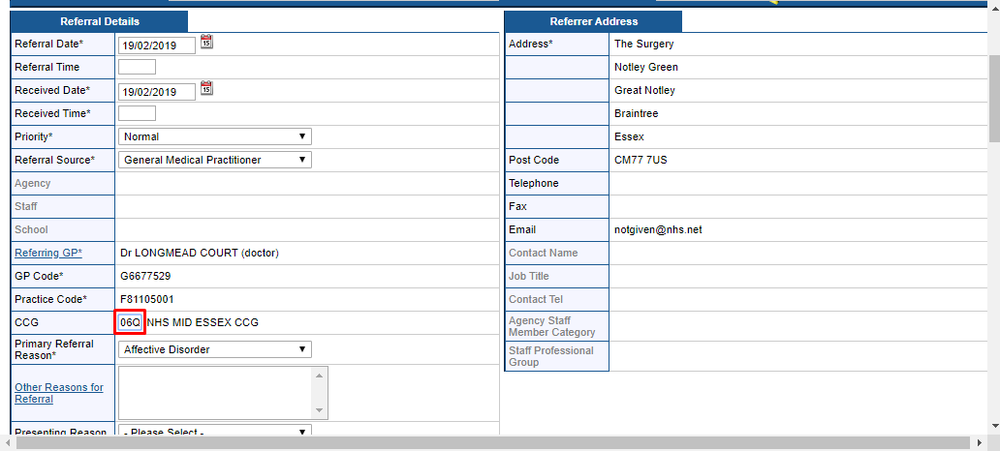 Referral Details
Referral Date* 19/02/2019
Referral Time
Received Date* 19/02/2019
Received Time*
Priority* Normal
Referral Source* General Medical Practitioner
Agency
Staff
School
Referring GP* Dr LONGMEAD COURT (doctor)
GP Code* G6677529
Practice Code* F81105001
CCG 06Q NHS MID ESSEX CCG
Primary Referral
Reason* Affective Disorder
Other Reasons for
Referral
Presenting Reason - Please Select -
Referrer Address
Address* The Surgery
Notley Green
Great Notley
Braintree
Essex
Post Code CM77 7US
Telephone
Fax
Email notgiven@nhs.net
Contact Name
Job Title
Contact Tel
Agency Staff
Member Category
Staff Professional
Group